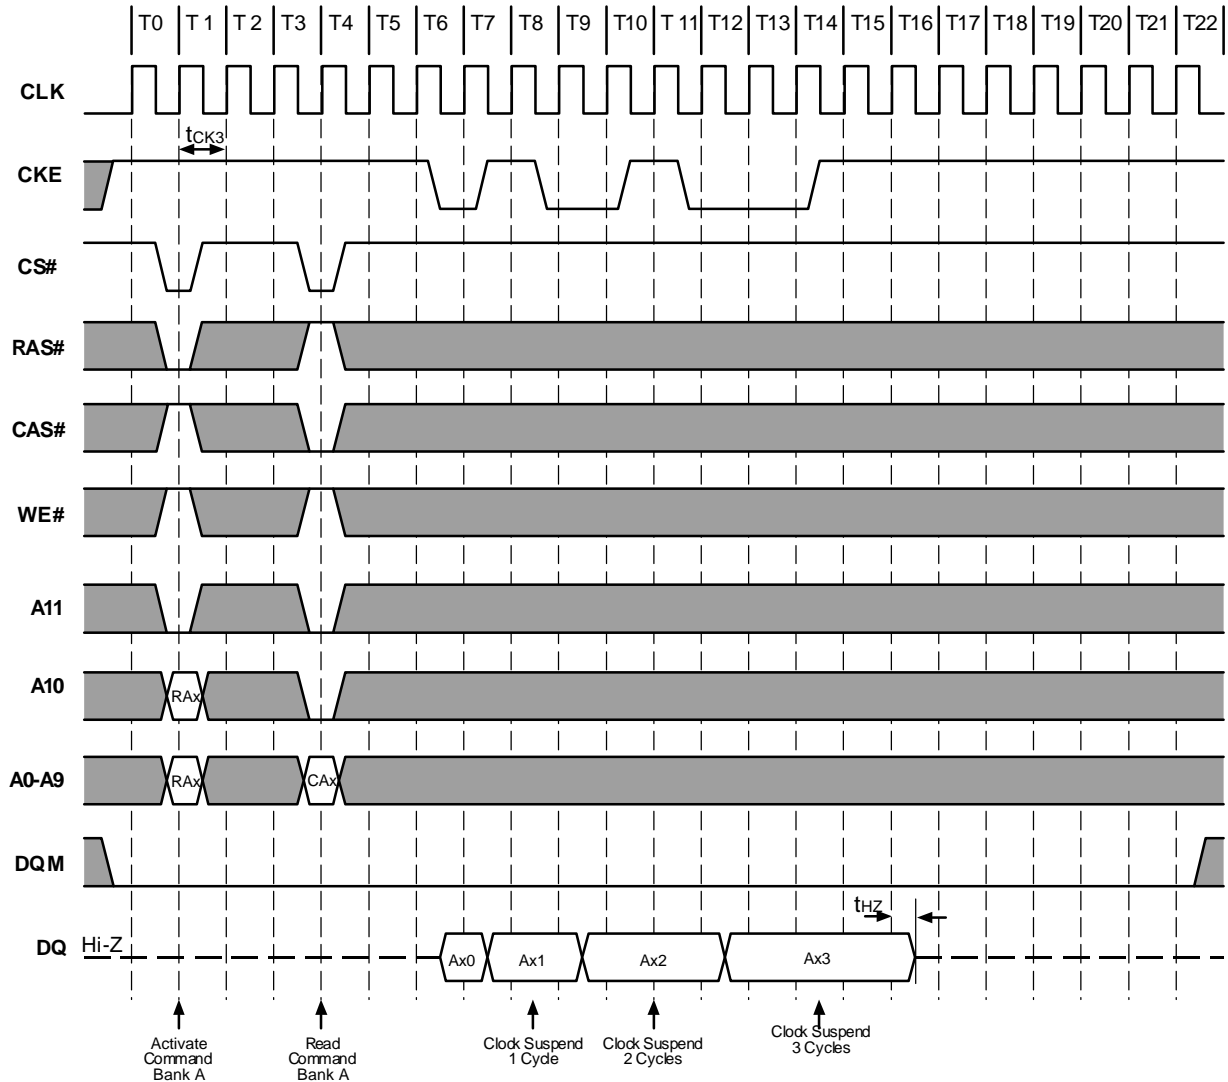 T0 T 1 T 2 T3 T4 T5 T6 T7 T8 T9 T10 T 11 T12 T13 T14 T15 T16 T17 T18 T19 T20 T21 T22
CLK
tCK3
CKE
CS#
RAS#
CAS#
WE#
A11
A10
RAx
A0-A9
RAx
CAx
DQM
tHZ
DQ
Hi-Z
Ax0
Ax1
Ax2
Ax3
Activate
Command
Bank A
Read
Command
Bank A
Clock Suspend
1 Cycle
Clock Suspend
2 Cycles
Clock Suspend
3 Cycles